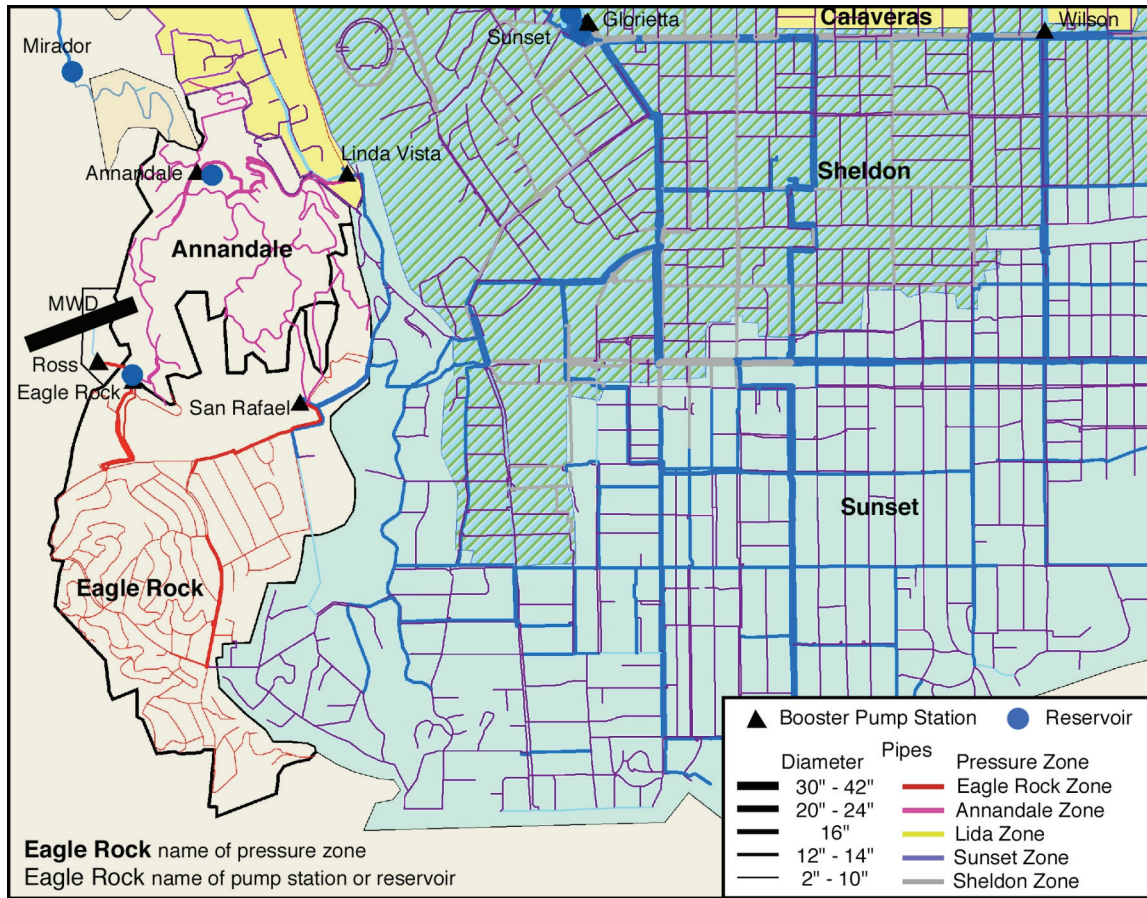 Glorietta
Calaveras
Wilson
Sunset
Mirador
Linda Vista
Annandale
Sheldon
Annandale
MWD
Ross
Eagle Rock
San Rafael
Sunset
Eagle Rock
Booster Pump Station Reservoir
Pipes
Diameter Pressure Zone
30" - 42" Eagle Rock Zone
20" - 24" Annandale Zone
16" Lida Zone
12" - 14" Sunset Zone
2" - 10" Sheldon Zone
Eagle Rock name of pressure zone
Eagle Rock name of pump station or reservoir